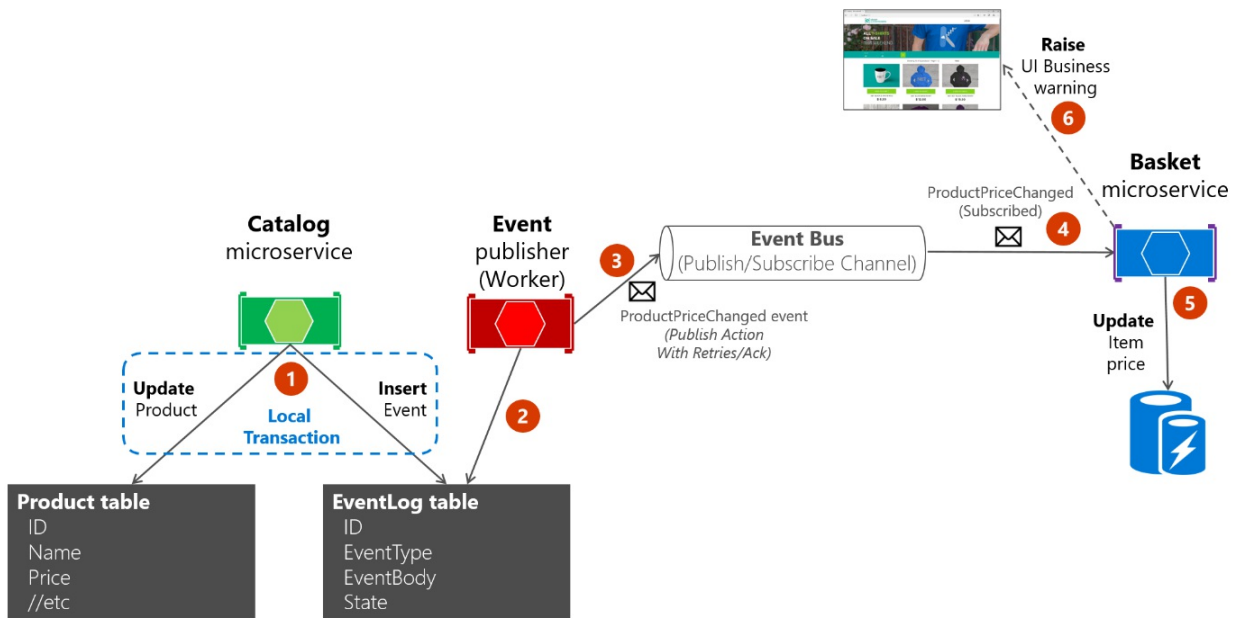 Raise
UI Business
warning
6
Basket
microservice
ProductPriceChanged
(Subscribed)
4
Catalog
microservice
Event
publisher
(Worker)
3
Event Bus
(Publish/Subscribe Channel)
ProductPriceChanged event
(Publish Action
With Retries/Ack)
5
Update
Item
price
1
Update
Product
Insert
Event
Local
Transaction
2
Product table
ID
Name
Price
//etc
EventLog table
ID
EventType
EventBody
State